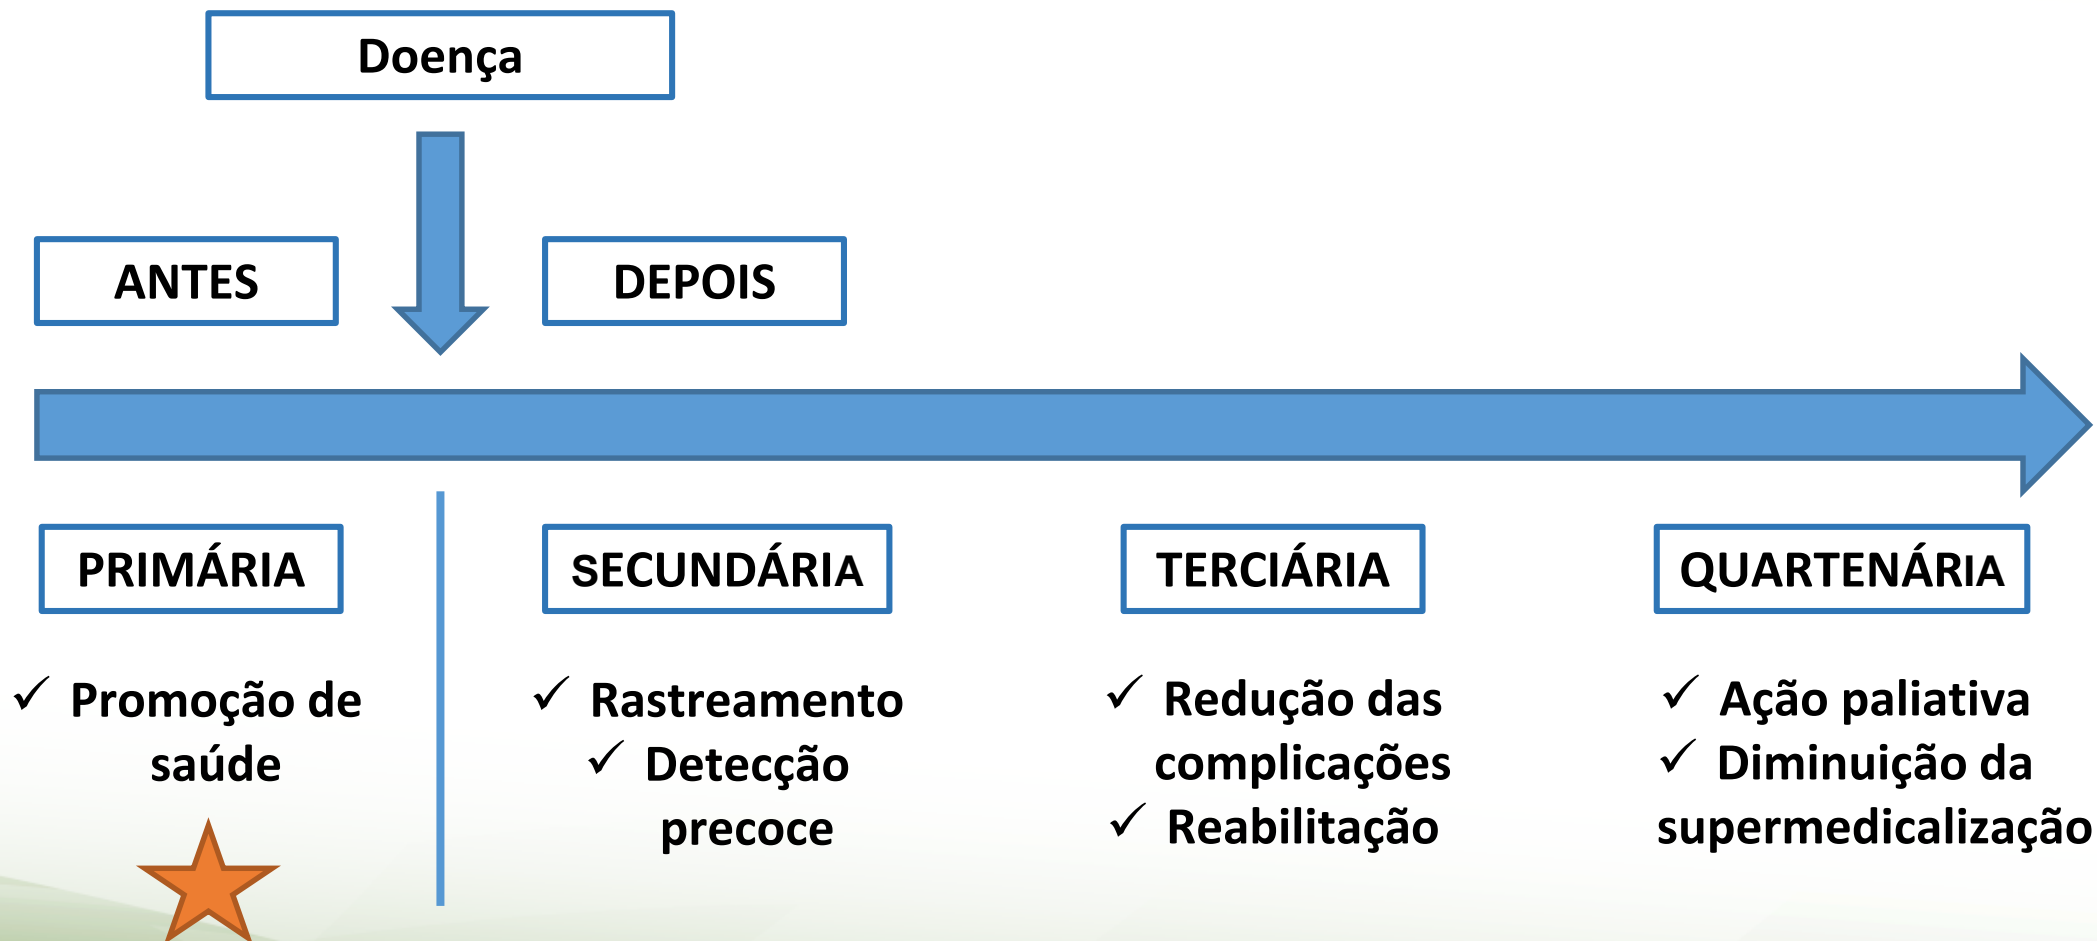 Doença
ANTES
DEPOIS
PRIMÁRIA
SECUNDÁRIA
TERCIÁRIA
QUARTENÁRIA
✓ Promoção de
saúde
✓ Rastreamento
✓ Detecção
precoce
✓ Redução das
complicações
✓ Reabilitação
✓ Ação paliativa
✓ Diminuição da
supermedicalização